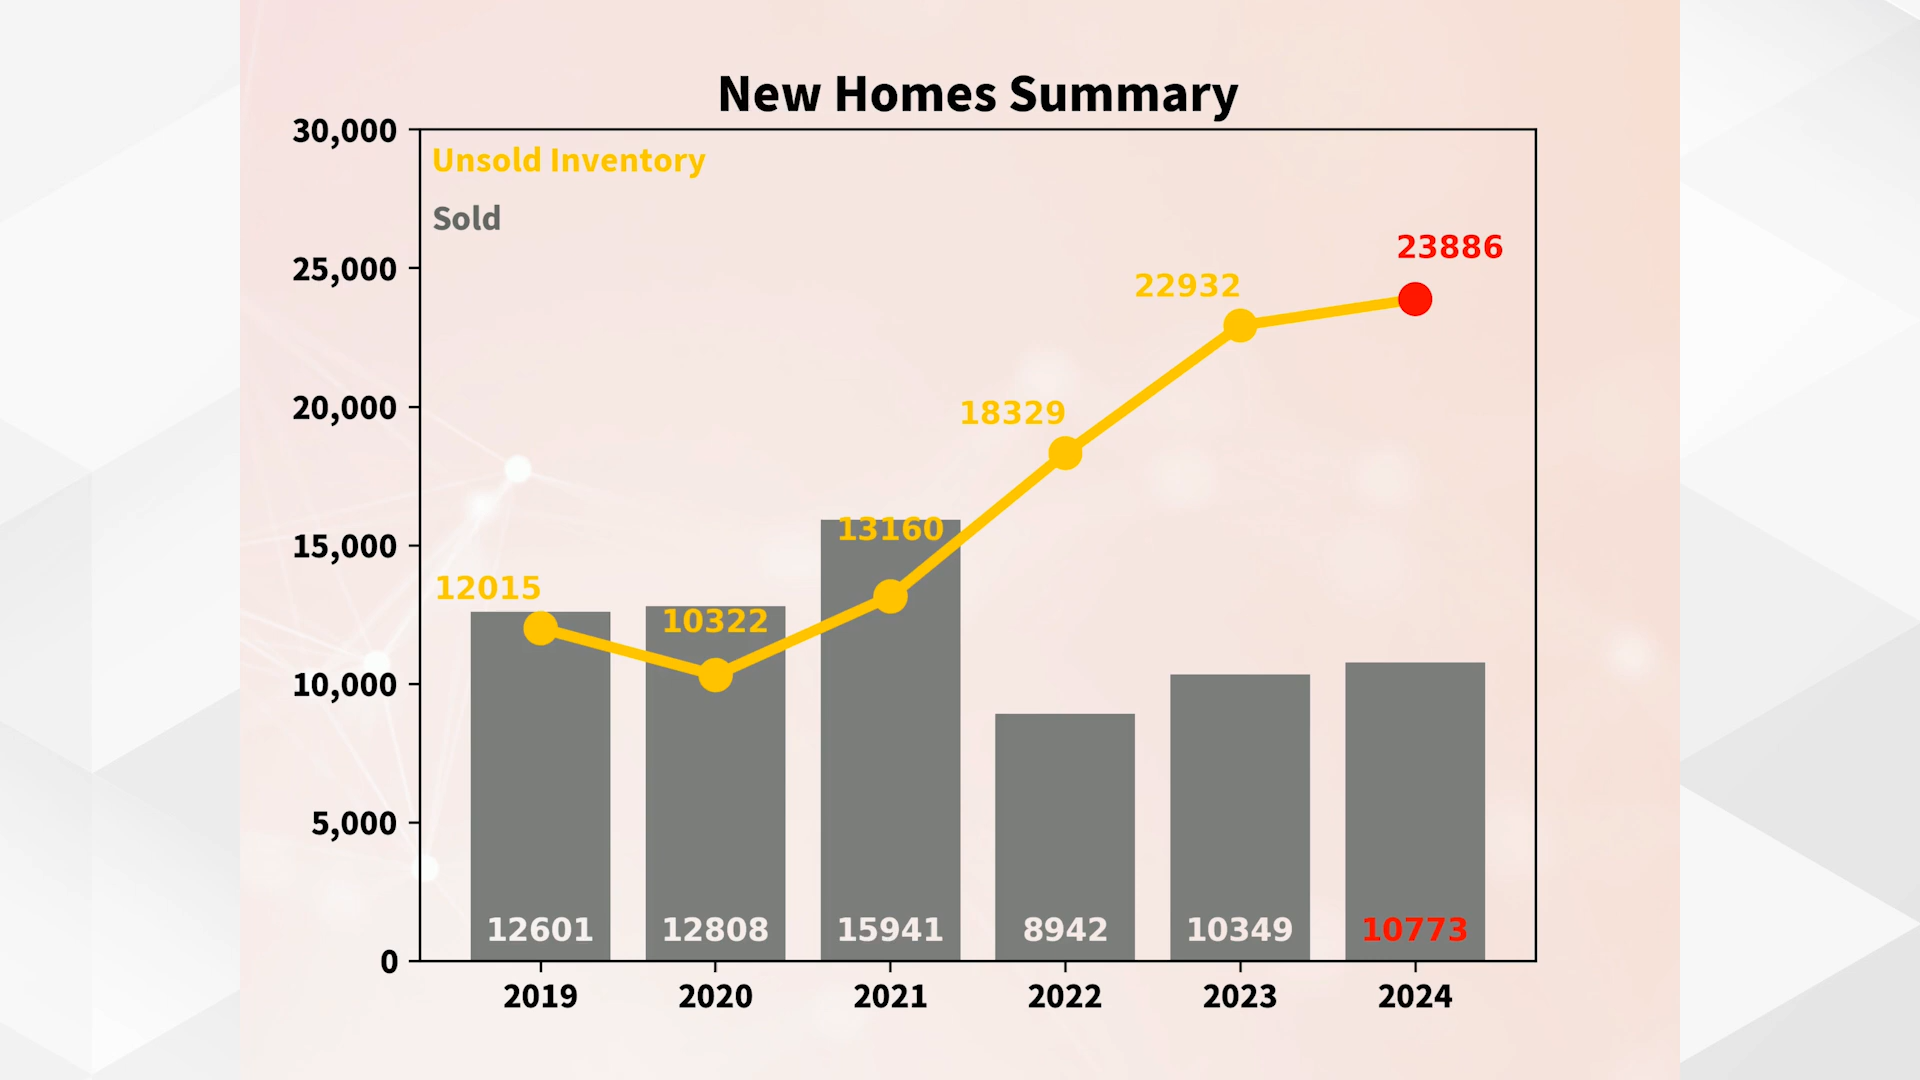 New Homes Summary
30,000
Unsold Inventory
Sold
23886
25,000
22932
20,000
18329
15,000
13160
12015
10322
10,000
5,000
12601 12808 15941 8942 10349 10773
0
2019 2020 2021 2022 2023 2024